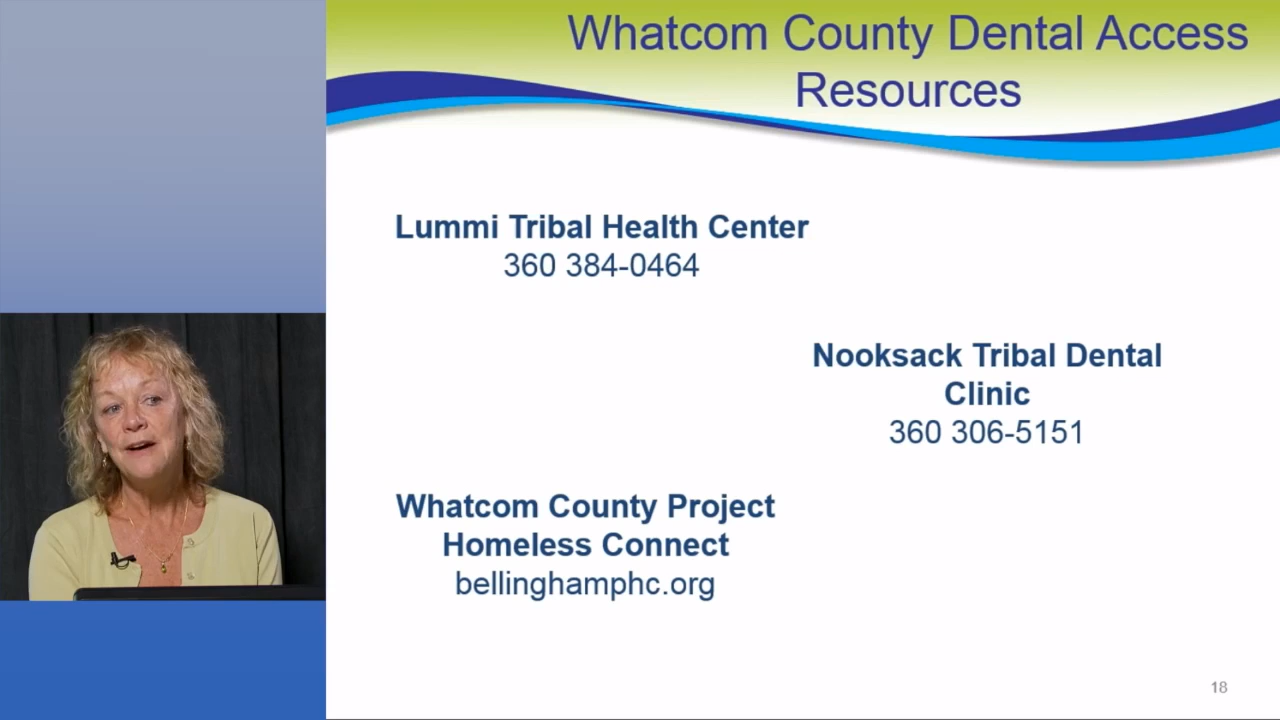 Whatcom County Dental Access
Resources
Lummi Tribal Health Center
360 384-0464
Nooksack Tribal Dental
Clinic
360 306-5151
Whatcom County Project
Homeless Connect
bellinghamphc.org
18